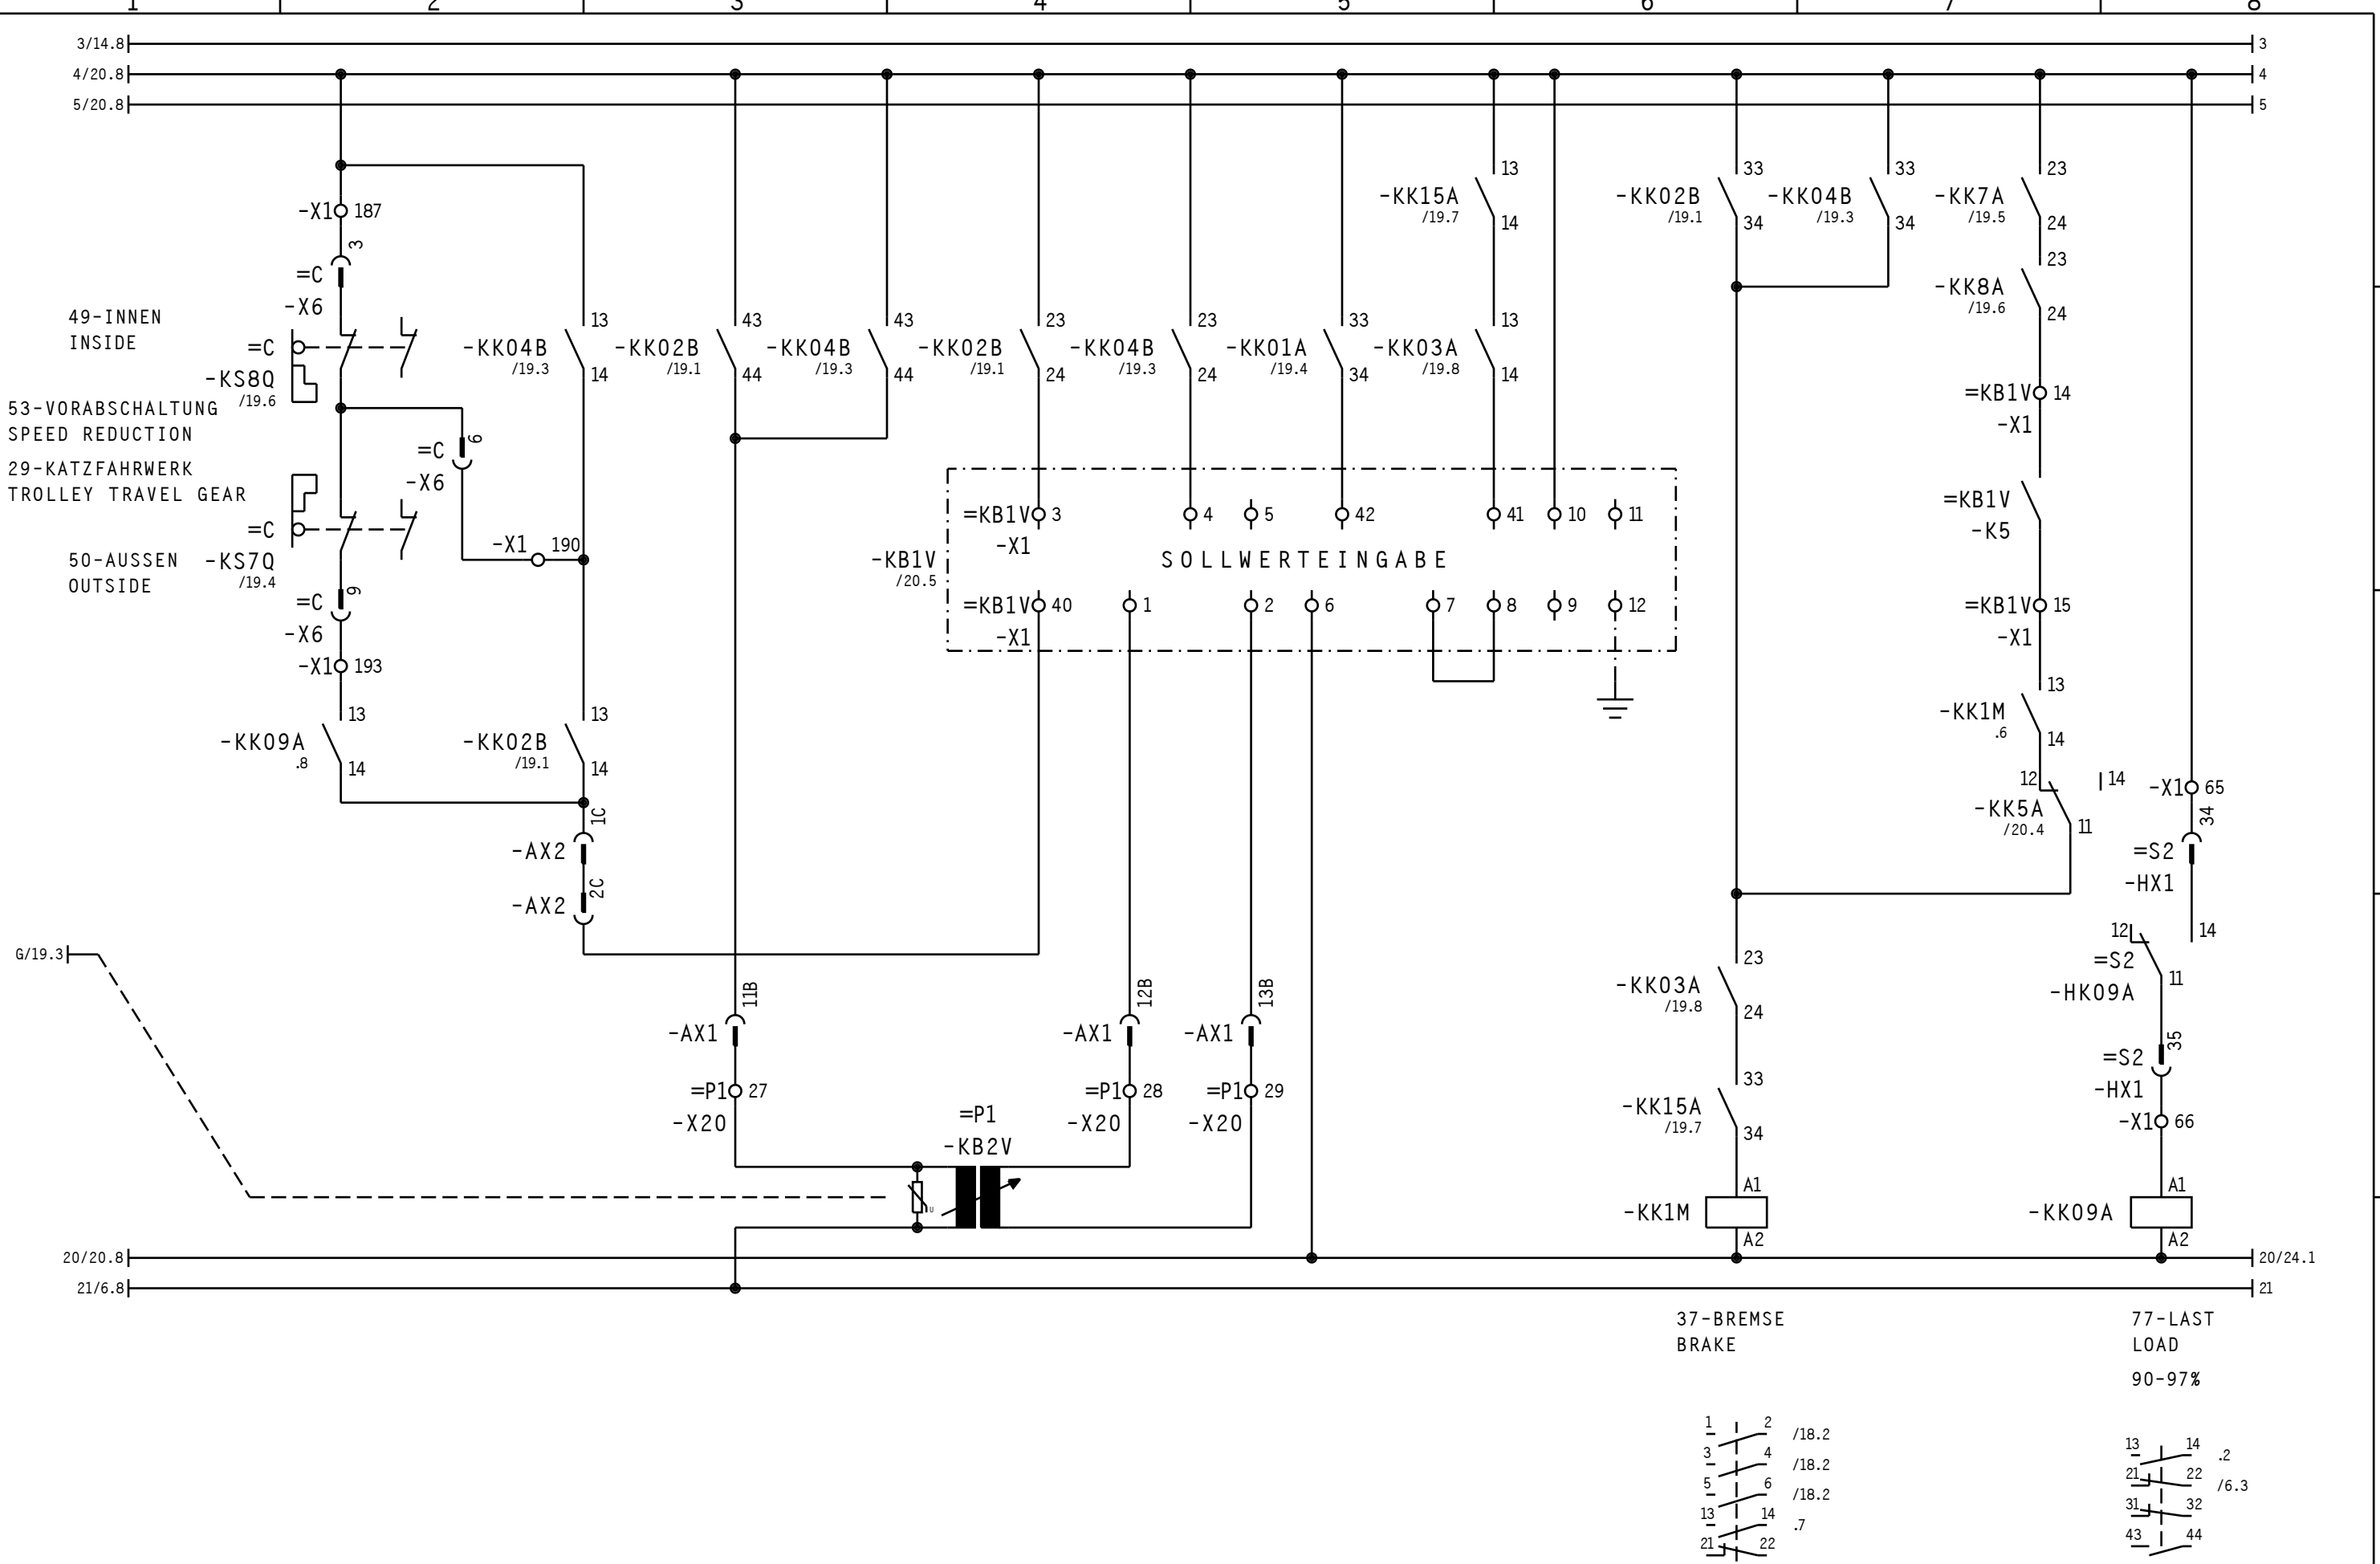 1 2 3 4 5 6 7 8
3/14.8 3
4/20.8 4
5/20.8 5
-X1 187
3
=C
-X6
49-INNEN
INSIDE
=C
-KS8Q
/19.6
53-VORABSCHALTUNG
SPEED REDUCTION
29-KATZFAHRWERK
TROLLEY TRAVEL GEAR
=C
-KS7Q
/19.4
50-AUSSEN
OUTSIDE
=C
-X6
6
-X1 190
9
=C
-X6
-X1 193
13
-KK09A
.8
14
13
-KK04B
/19.3
14
13
-KK02B
/19.1
14
1C
-AX2
2C
-AX2
43
-KK02B
/19.1
44
43
-KK04B
/19.3
44
23
-KK02B
/19.1
24
23
-KK04B
/19.3
24
33
-KK01A
/19.4
34
13
-KK15A
/19.7
14
13
-KK03A
/19.8
14
=KB1V 3 4 5 42 41 10 11
-X1
-KB1V
/20.5
SOLLWERTEINGABE
=KB1V 40 1 2 6 7 8 9 12
-X1
G/19.3
11B
-AX1
=P1 27
-X20
12B
-AX1
=P1 28
-X20
13B
-AX1
=P1 29
-X20
=P1
-KB2V
U
33
-KK02B
/19.1
34
33
-KK04B
/19.3
34
23
-KK7A
/19.5
24
23
-KK8A
/19.6
24
=KB1V 14
-X1
=KB1V
-K5
=KB1V 15
-X1
13
-KK1M
.6
14
12 14
-KK5A
/20.4
11
23
-KK03A
/19.8
24
33
-KK15A
/19.7
34
A1
-KK1M
A2
-X1 65
34
=S2
-HX1
12 14
=S2
-HK09A
11
35
=S2
-HX1
-X1 66
A1
-KK09A
A2
20/20.8 20/24.1
21/6.8 21
37-BREMSE
BRAKE
77-LAST
LOAD
90-97%
1 2 /18.2
3 4 /18.2
5 6 /18.2
13 14 .7
21 22
13 14 .2
21 22 /6.3
31 32
43 44